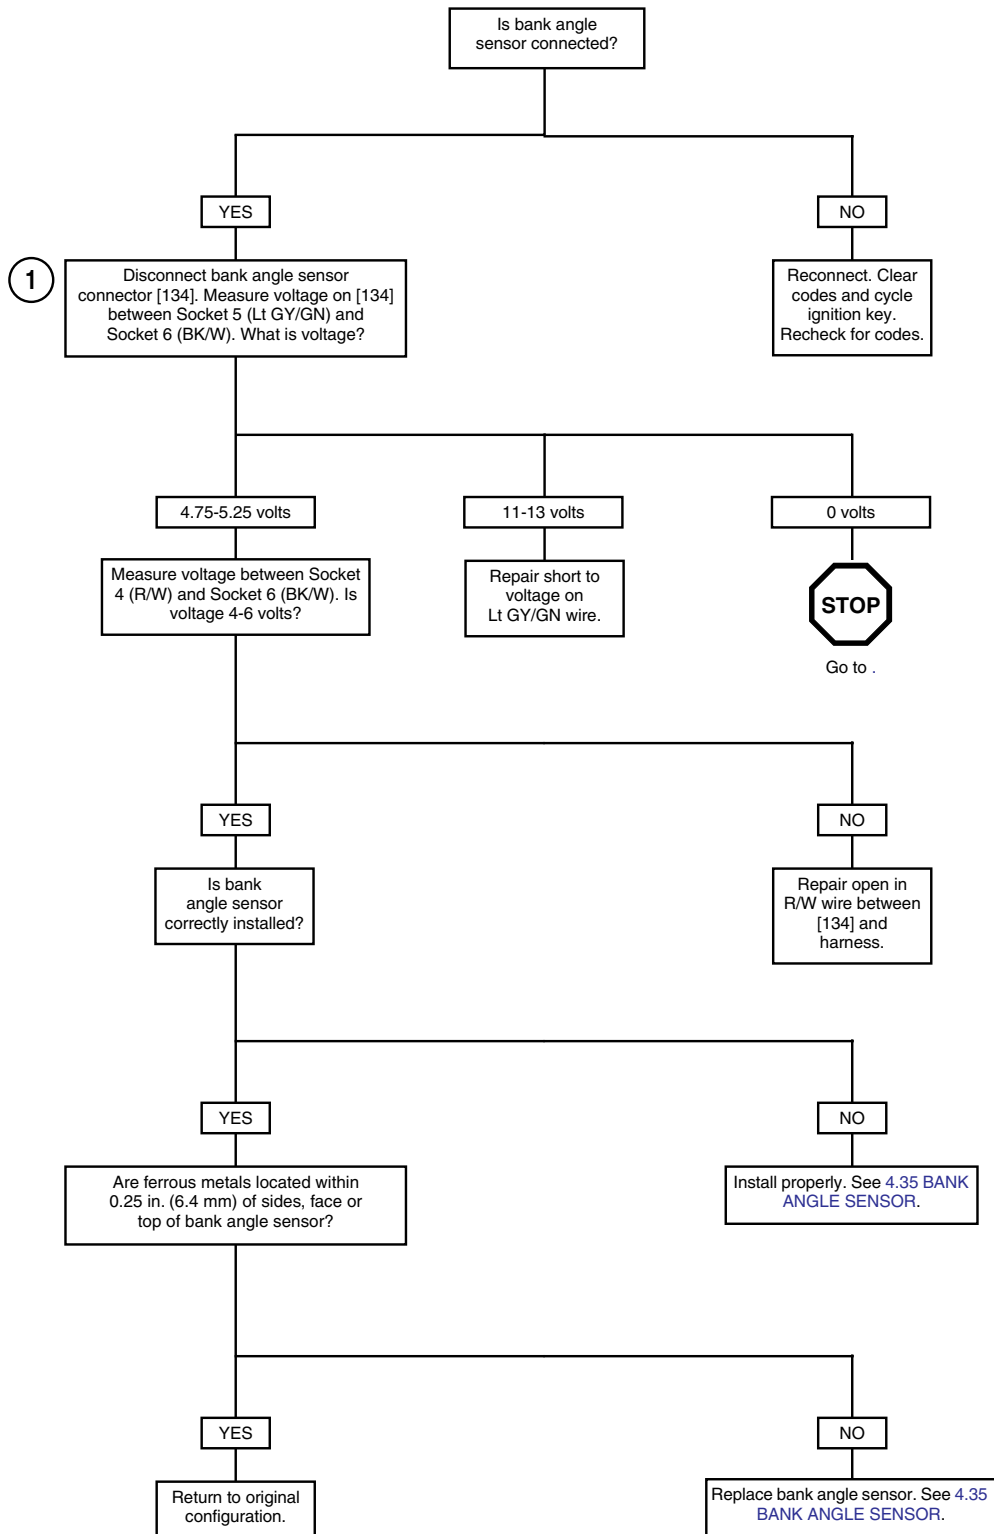 Is bank angle
sensor connected?
YES
NO
1
Disconnect bank angle sensor
connector [134]. Measure voltage on [134]
between Socket 5 (Lt GY/GN) and
Socket 6 (BK/W). What is voltage?
Reconnect. Clear
codes and cycle
ignition key.
Recheck for codes.
4.75-5.25 volts
11-13 volts
0 volts
Measure voltage between Socket
4 (R/W) and Socket 6 (BK/W). Is
voltage 4-6 volts?
Repair short to
voltage on
Lt GY/GN wire.
STOP
Go to .
YES
NO
Is bank
angle sensor
correctly installed?
Repair open in
R/W wire between
[134] and
harness.
YES
NO
Are ferrous metals located within
0.25 in. (6.4 mm) of sides, face or
top of bank angle sensor?
Install properly. See 4.35 BANK
ANGLE SENSOR.
YES
NO
Return to original
configuration.
Replace bank angle sensor. See 4.35
BANK ANGLE SENSOR.